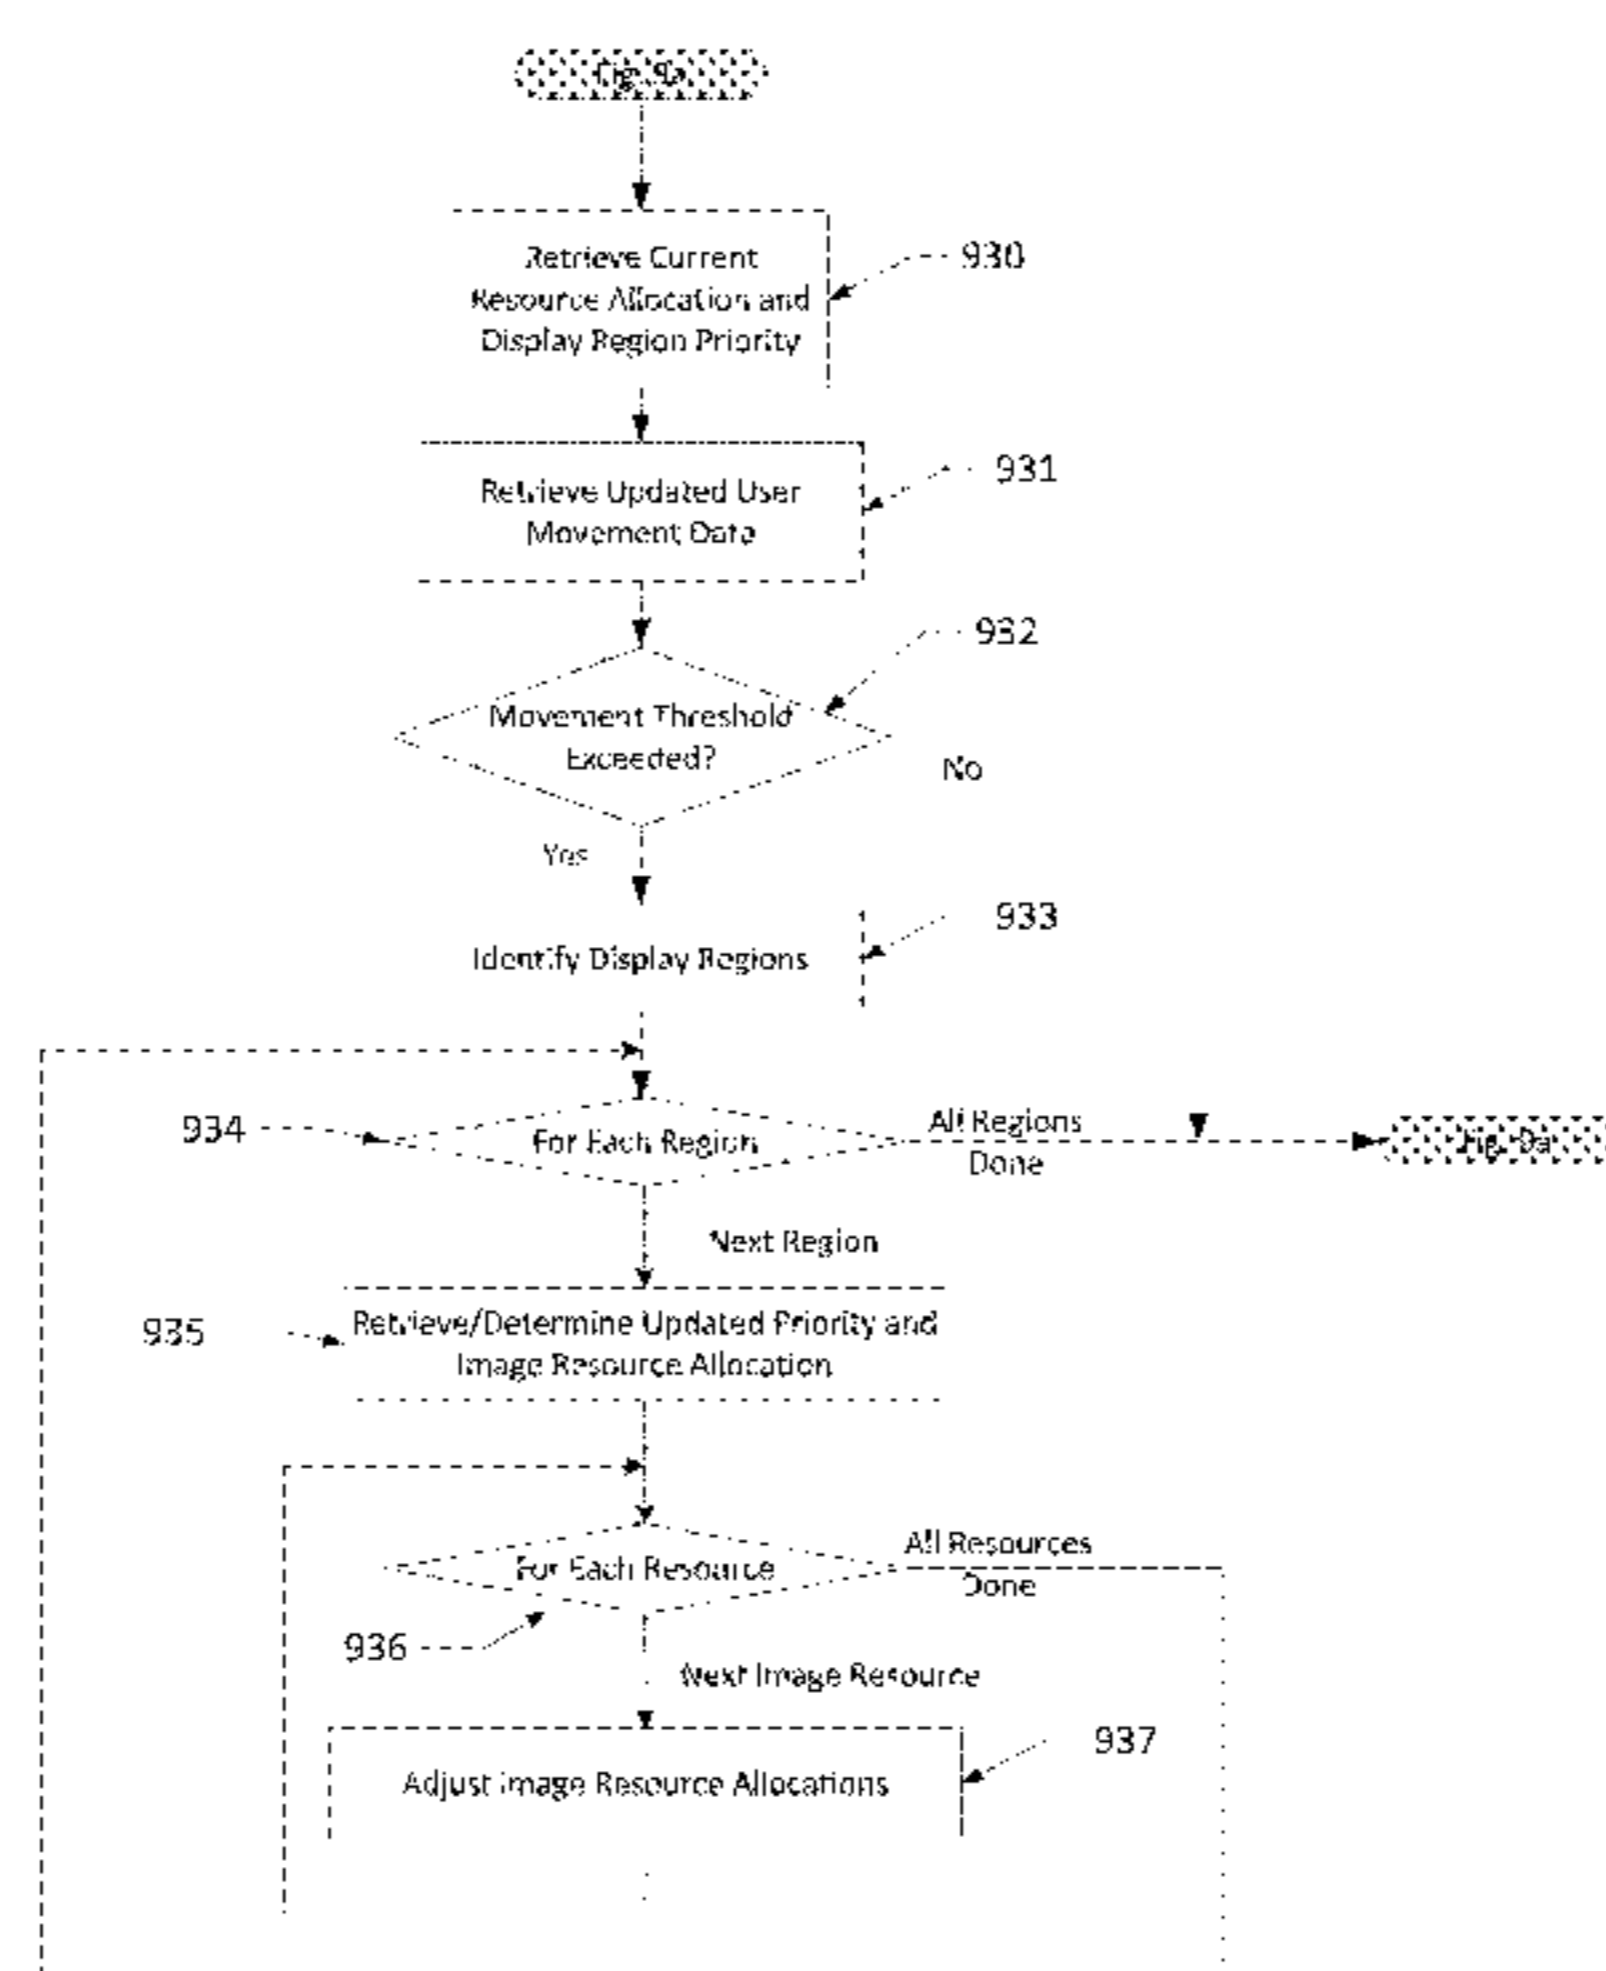 Fig. 9a
Retrieve Current
Resource Allocation and
Display Region Priority
930
Retrieve Updated User
Movement Data
931
932
Movement Threshold
Exceeded?
No
Yes
933
Identify Display Regions
934
For Each Region
All Regions
Done
Fig. 9a
Next Region
935
Retrieve/Determine Updated Priority and
Image Resource Allocation
For Each Resource
All Resources
Done
936
Next Image Resource
937
Adjust Image Resource Allocations